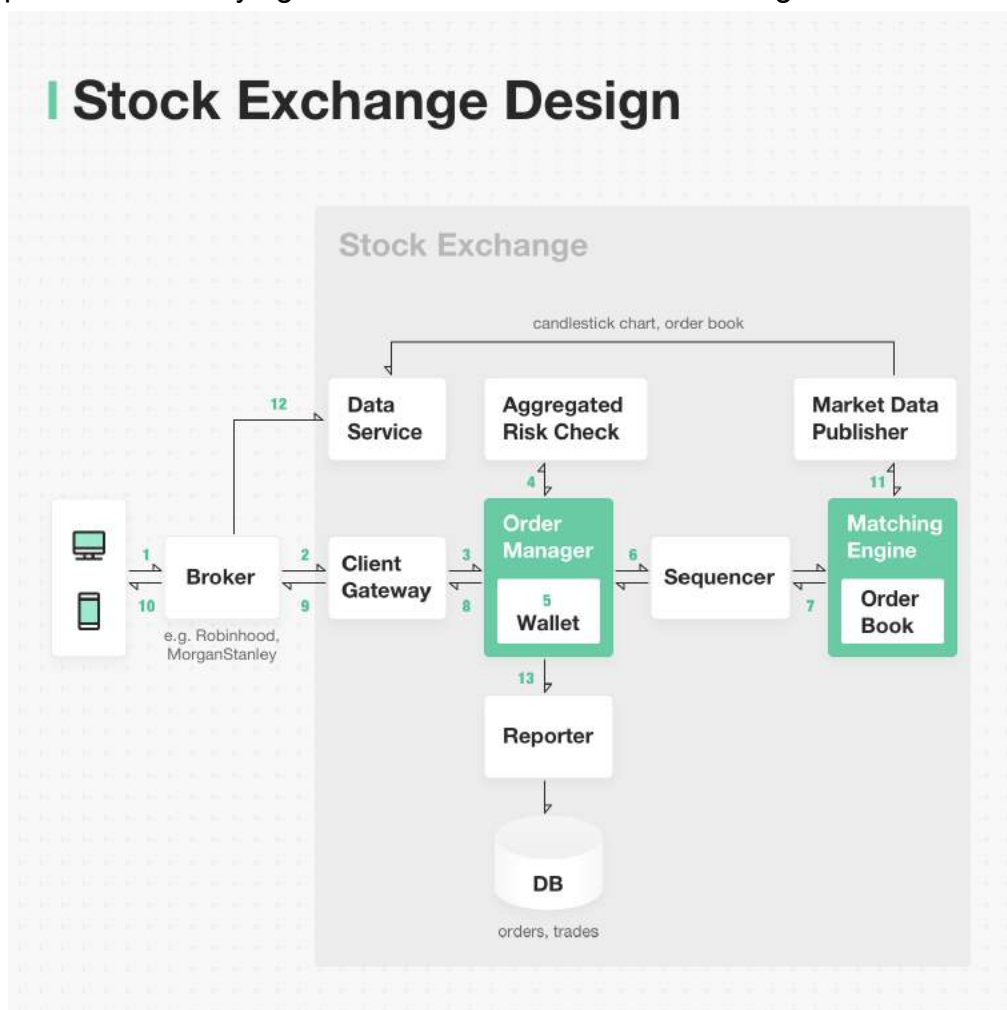 Stock Exchange Design
Stock Exchange
candlestick chart, order book
12
Data
Service
Aggregated
Risk Check
Market Data
Publisher
4
11
1
10
Broker
e.g. Robinhood,
MorganStanley
2
9
Client
Gateway
3
8
Order
Manager
5
Wallet
6
Sequencer
7
Matching
Engine
Order
Book
13
Reporter
DB
orders, trades